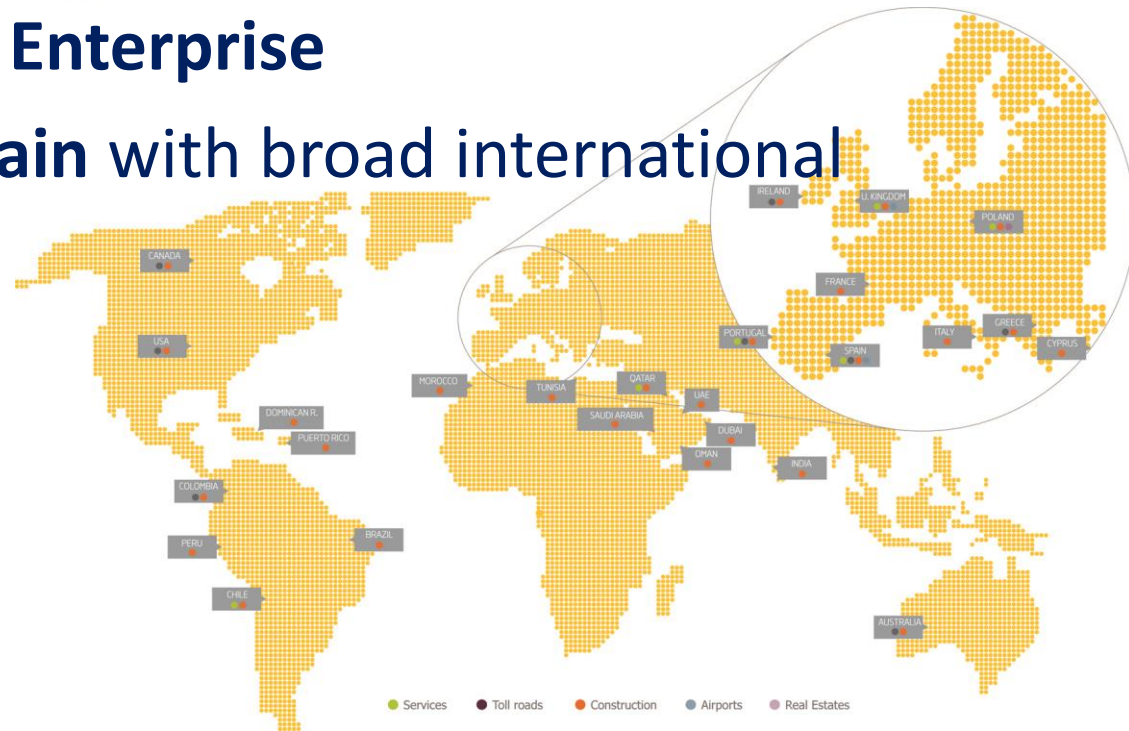 Enterprise
ain with broad international
IRELAND
U. KINGDOM
POLAND
CANADA
FRANCE
USA
PORTUGAL
ITALY
GREECE
SPAIN
CYPRUS
MOROCCO
TUNISIA
QATAR
UAE
DOMINICAN R.
SAUDI ARABIA
PUERTO RICO
DUBAI
OMAN
INDIA
COLOMBIA
PERU
BRAZIL
CHILE
AUSTRALIA
Services Toll roads Construction Airports Real Estates